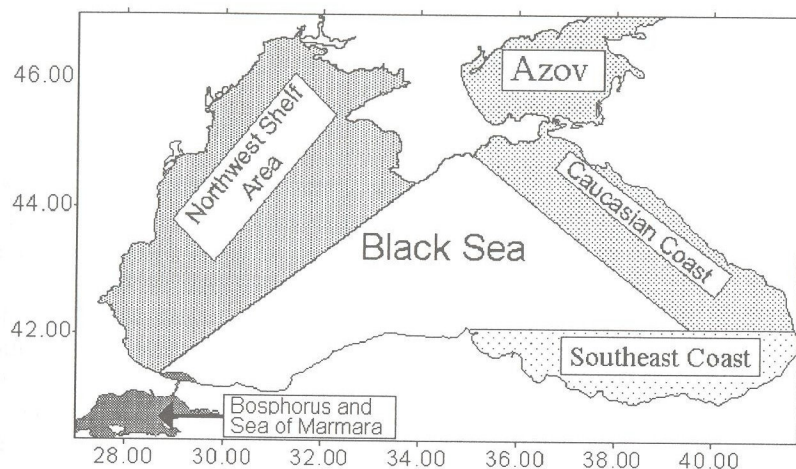 46.00
44.00
42.00
Azov
Northwest Shelf
Area
Caucasian Coast
Black Sea
Southeast Coast
Bosphorus and
Sea of Marmara
28.00 30.00 32.00 34.00 36.00 38.00 40.00